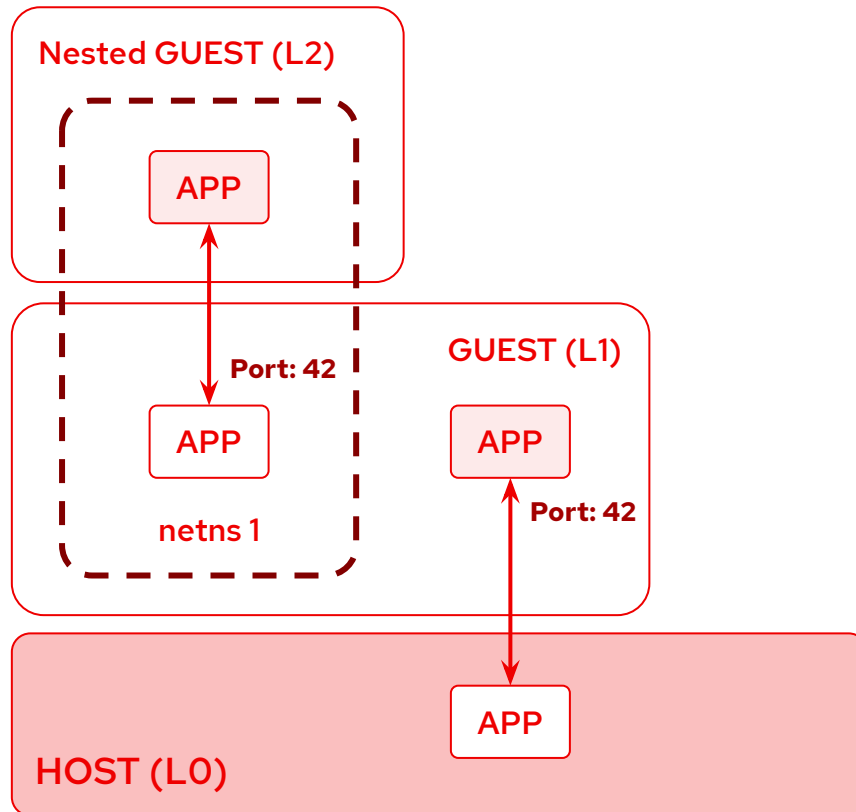 Nested GUEST (L2)
APP
GUEST (L1)
Port: 42
APP
APP
Port: 42
netns 1
APP
HOST (L0)